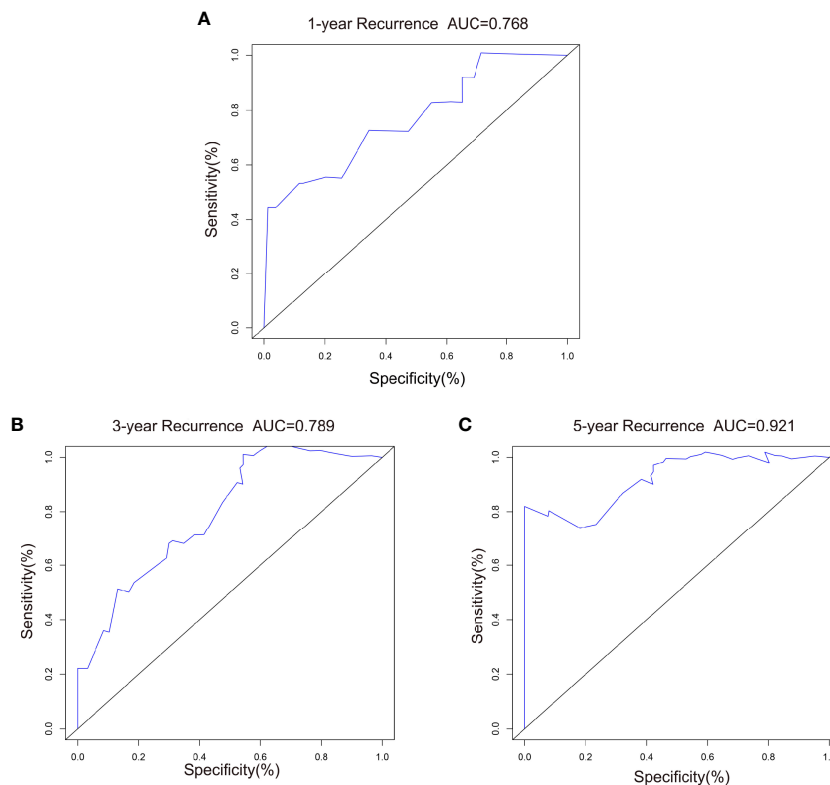 A
1-year Recurrence AUC=0.768
1.0
0.8
0.6
0.4
0.2
0.0
Sensitivity(%)
0.0 0.2 0.4 0.6 0.8 1.0
Specificity(%)
B
3-year Recurrence AUC=0.789
1.0
0.8
0.6
0.4
0.2
0.0
Sensitivity(%)
0.0 0.2 0.4 0.6 0.8 1.0
Specificity(%)
C
5-year Recurrence AUC=0.921
1.0
0.8
0.6
0.4
0.2
0.0
Sensitivity(%)
0.0 0.2 0.4 0.6 0.8 1.0
Specificity(%)